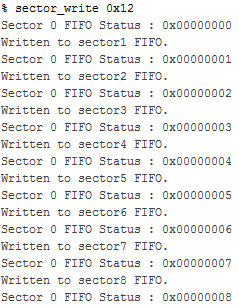 % sector_write 0x12
Sector 0 FIFO Status : 0x00000000
Written to sector1 FIFO.
Sector 0 FIFO Status : 0x00000001
Written to sector2 FIFO.
Sector 0 FIFO Status : 0x00000002
Written to sector3 FIFO.
Sector 0 FIFO Status : 0x00000003
Written to sector4 FIFO.
Sector 0 FIFO Status : 0x00000004
Written to sector5 FIFO.
Sector 0 FIFO Status : 0x00000005
Written to sector6 FIFO.
Sector 0 FIFO Status : 0x00000006
Written to sector7 FIFO.
Sector 0 FIFO Status : 0x00000007
Written to sector8 FIFO.
Sector 0 FIFO Status : 0x00000008